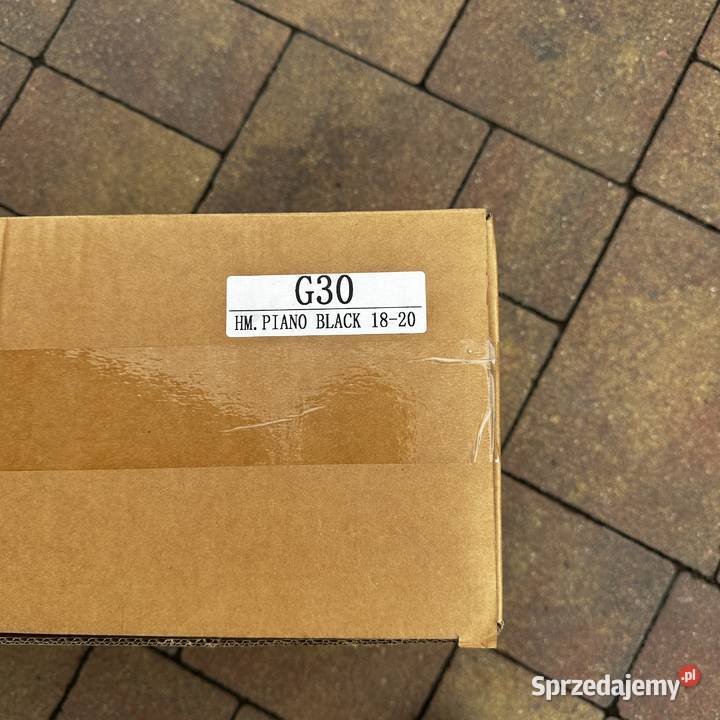 G30
HM. PIANO BLACK 18-20
Sprzedajemy.pl